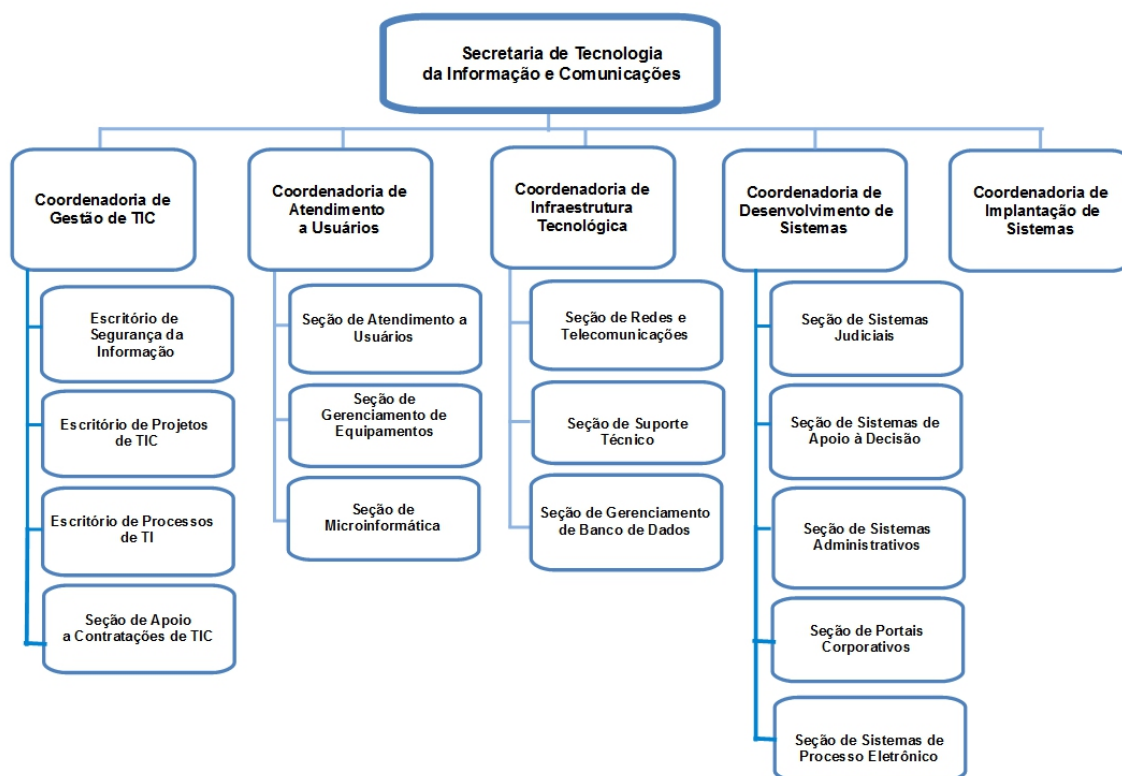 Secretaria de Tecnologia
da Informação e Comunicações
Coordenadoria de
Gestão de TIC
Coordenadoria de
Atendimento
a Usuários
Coordenadoria de
Infraestrutura
Tecnológica
Coordenadoria de
Desenvolvimento de
Sistemas
Coordenadoria de
Implantação de
Sistemas
Escritório de
Segurança da
Informação
Escritório de Projetos
de TIC
Escritório de Processos
de TI
Seção de Apoio
a Contratações de TIC
Seção de Atendimento a
Usuários
Seção de
Gerenciamento de
Equipamentos
Seção de
Microinformática
Seção de Redes e
Telecomunicações
Seção de Suporte
Técnico
Seção de Gerenciamento
de Banco de Dados
Seção de Sistemas
Judiciais
Seção de Sistemas de
Apoio à Decisão
Seção de Sistemas
Administrativos
Seção de Portais
Corporativos
Seção de Sistemas de
Processo Eletrônico